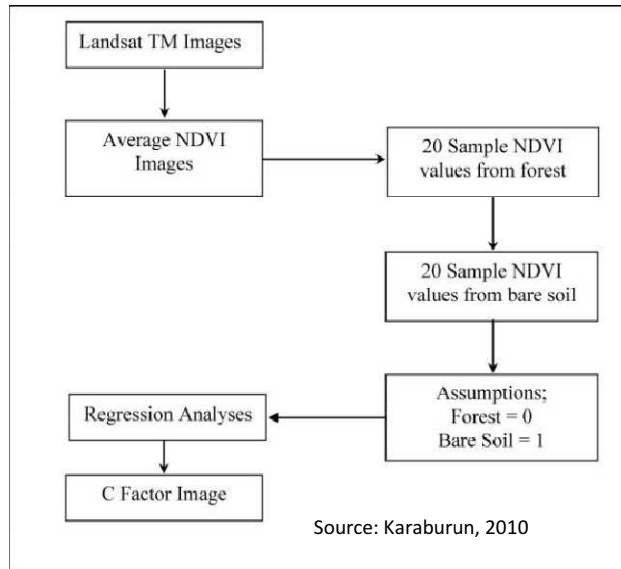 Landsat TM Images
Average NDVI
Images
20 Sample NDVI
values from forest
20 Sample NDVI
values from bare soil
Assumptions;
Forest = 0
Bare Soil = 1
Regression Analyses
C Factor Image
Source: Karaburun, 2010